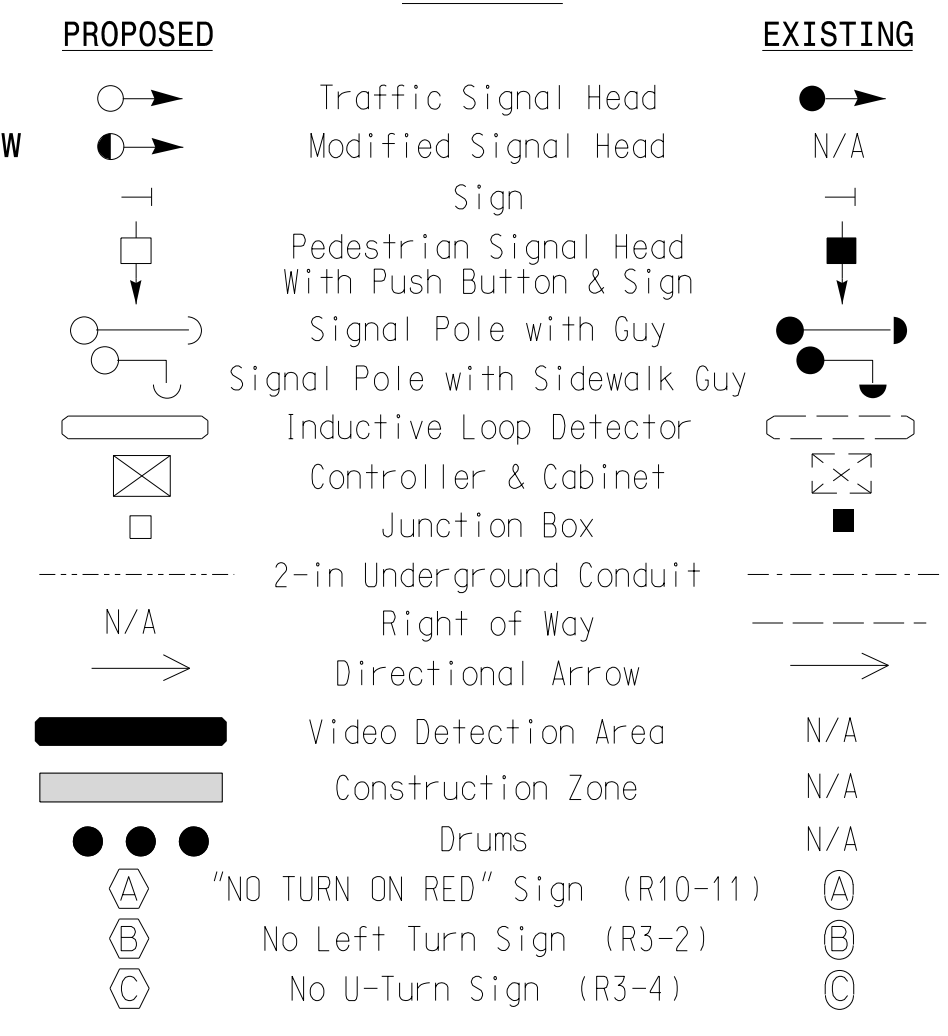 PROPOSED EXISTING
Traffic Signal Head
W Modified Signal Head N/A
Sign
Pedestrian Signal Head
With Push Button & Sign
Signal Pole with Guy
Signal Pole with Sidewalk Guy
Inductive Loop Detector
Controller & Cabinet
Junction Box
2-in Underground Conduit
N/A Right of Way
Directional Arrow
Video Detection Area N/A
Construction Zone N/A
Drums N/A
A "NO TURN ON RED" Sign (R10-11) A
B No Left Turn Sign (R3-2) B
C No U-Turn Sign (R3-4) C